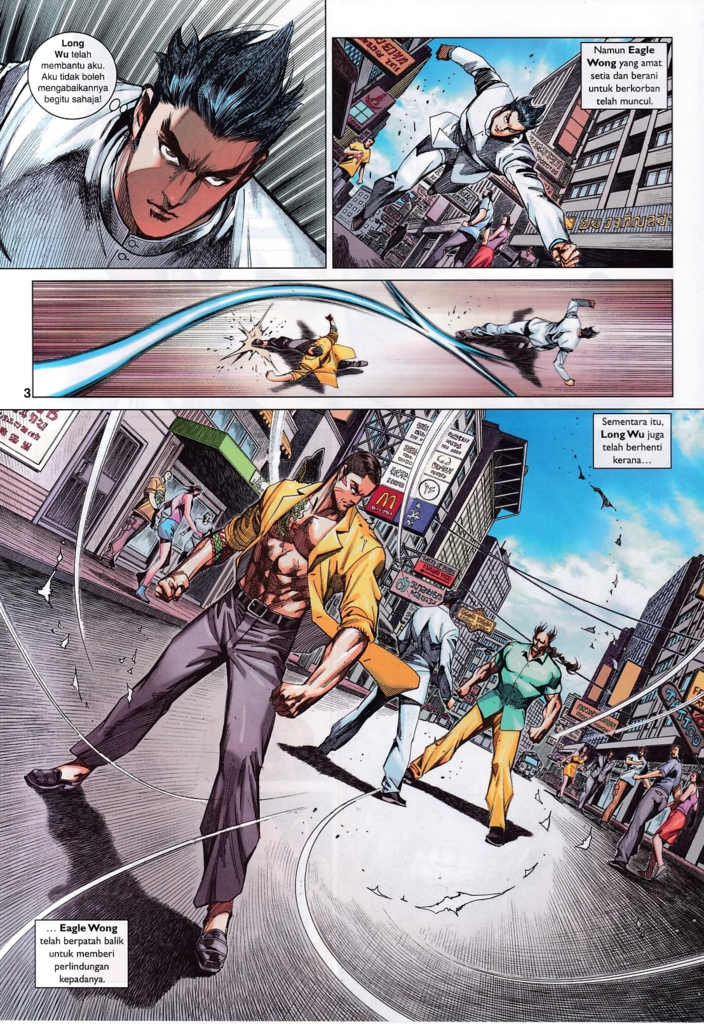 Long
Wu telah
membantu aku.
Aku tidak boleh
mengabaikannya
begitu sahaja!
Namun Eagle
Wong yang amat
setia dan berani
untuk berkorban
telah muncul.
3
Sementara itu,
Long Wu juga
telah berhenti
kerana...
... Eagle Wong
telah berpatah balik
untuk memberi
perlindungan
kepadanya.